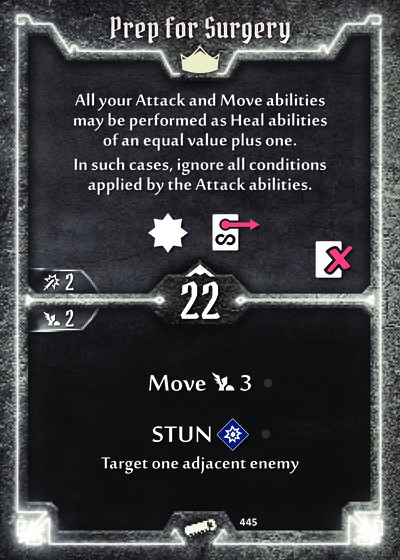 Prep for Surgery
All your Attack and Move abilities
may be performed as Heal abilities
of an equal value plus one.
In such cases, ignore all conditions
applied by the Attack abilities.
2
22
2
Move 3
STUN
Target one adjacent enemy
445